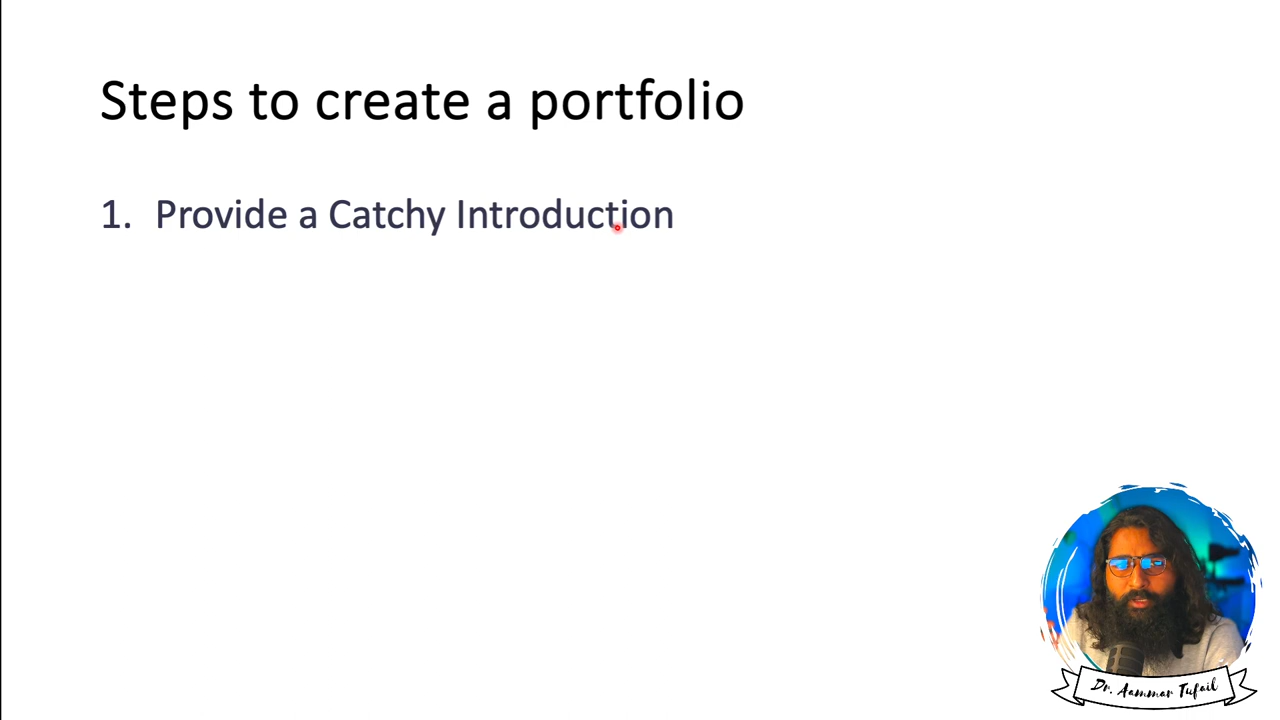 Steps to create a portfolio
1. Provide a Catchy Introduction
Dr. Aammar Tufail